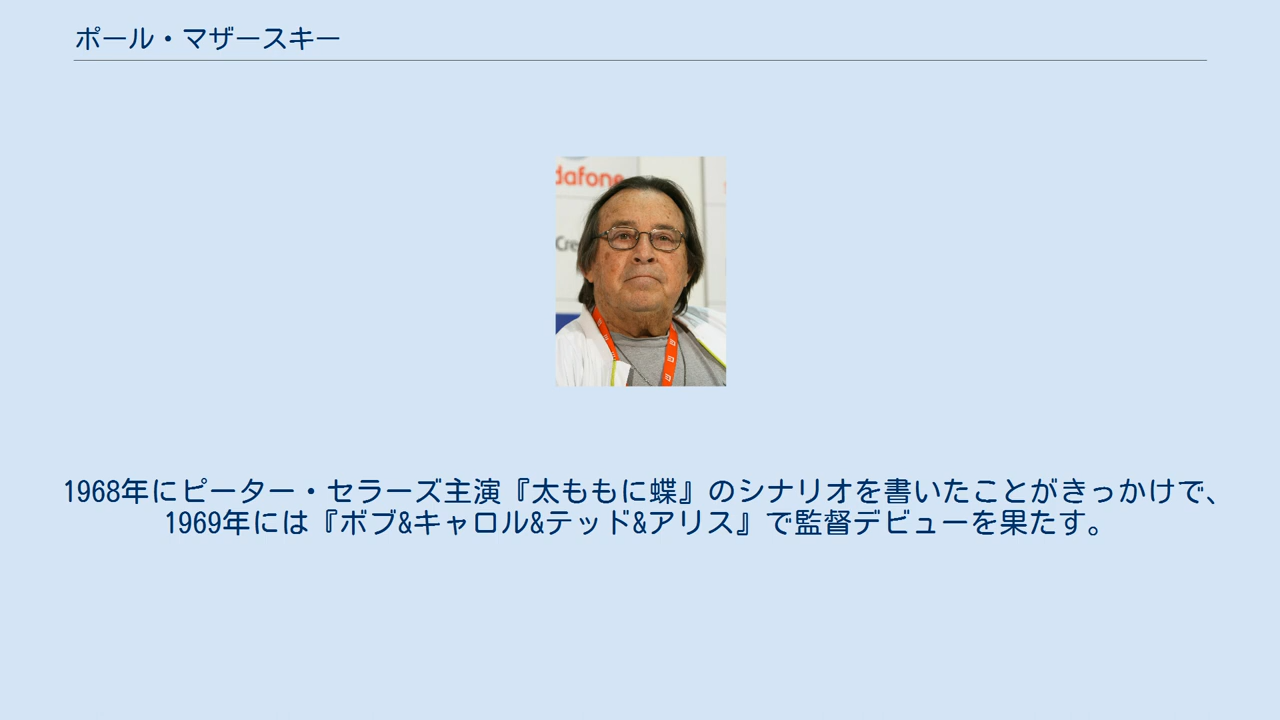 ポール・マザースキー
dafone
Cre
1968年にピーター・セラーズ主演『太ももに蝶』のシナリオを書いたことがきっかけで、
1969年には『ボブ&キャロル&テッド&アリス』で監督デビューを果たす。